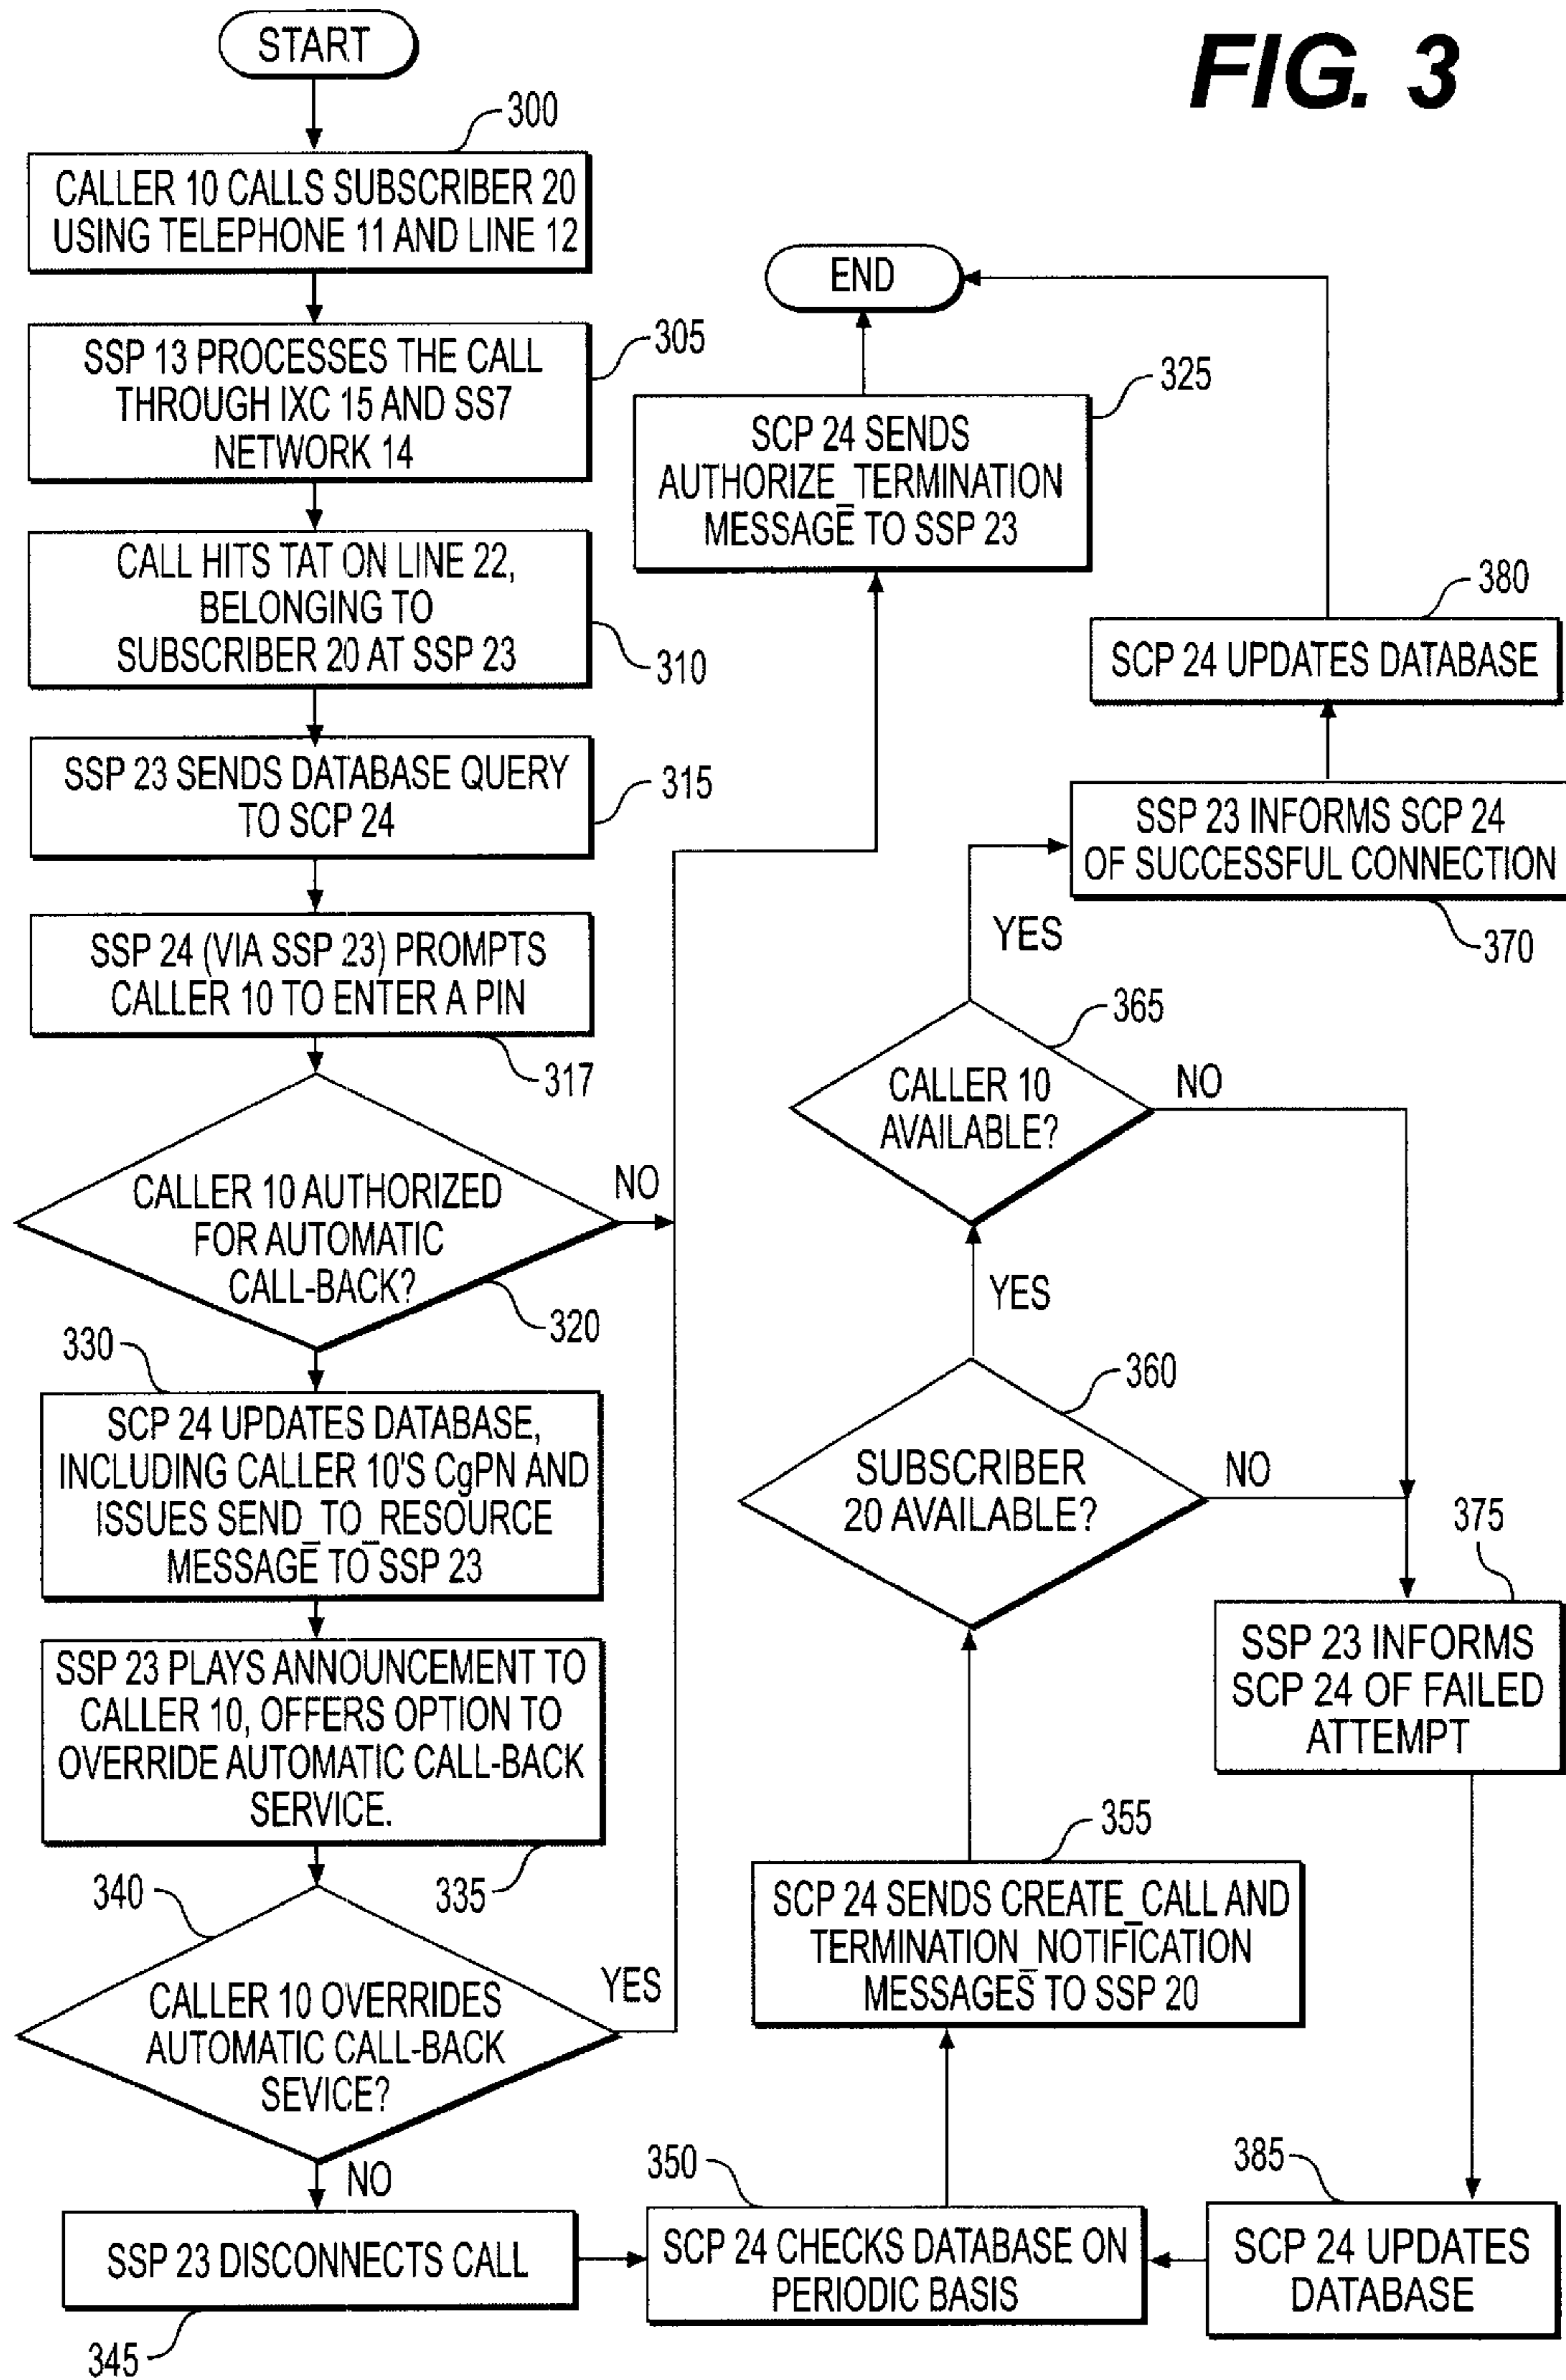 FIG. 3
START
300
CALLER 10 CALLS SUBSCRIBER 20
USING TELEPHONE 11 AND LINE 12
305
SSP 13 PROCESSES THE CALL
THROUGH IXC 15 AND SS7
NETWORK 14
CALL HITS TAT ON LINE 22,
BELONGING TO
SUBSCRIBER 20 AT SSP 23
310
SSP 23 SENDS DATABASE QUERY
TO SCP 24
315
SSP 24 (VIA SSP 23) PROMPTS
CALLER 10 TO ENTER A PIN
317
CALLER 10 AUTHORIZED
FOR AUTOMATIC
CALL-BACK?
NO
320
330
SCP 24 UPDATES DATABASE,
INCLUDING CALLER 10'S CgPN AND
ISSUES SEND_TO_RESOURCE
MESSAGE TO SSP 23
SSP 23 PLAYS ANNOUNCEMENT TO
CALLER 10, OFFERS OPTION TO
OVERRIDE AUTOMATIC CALL-BACK
SERVICE.
335
340
CALLER 10 OVERRIDES
AUTOMATIC CALL-BACK
SEVICE?
YES
NO
SSP 23 DISCONNECTS CALL
345
350
SCP 24 CHECKS DATABASE ON
PERIODIC BASIS
355
SCP 24 SENDS CREATE_CALL AND
TERMINATION_NOTIFICATION
MESSAGES TO SSP 20
360
SUBSCRIBER
20 AVAILABLE?
NO
YES
365
CALLER 10
AVAILABLE?
NO
YES
SSP 23 INFORMS SCP 24
OF SUCCESSFUL CONNECTION
370
380
SCP 24 UPDATES DATABASE
END
325
SCP 24 SENDS
AUTHORIZE_TERMINATION
MESSAGE TO SSP 23
375
SSP 23 INFORMS
SCP 24 OF FAILED
ATTEMPT
385
SCP 24 UPDATES
DATABASE